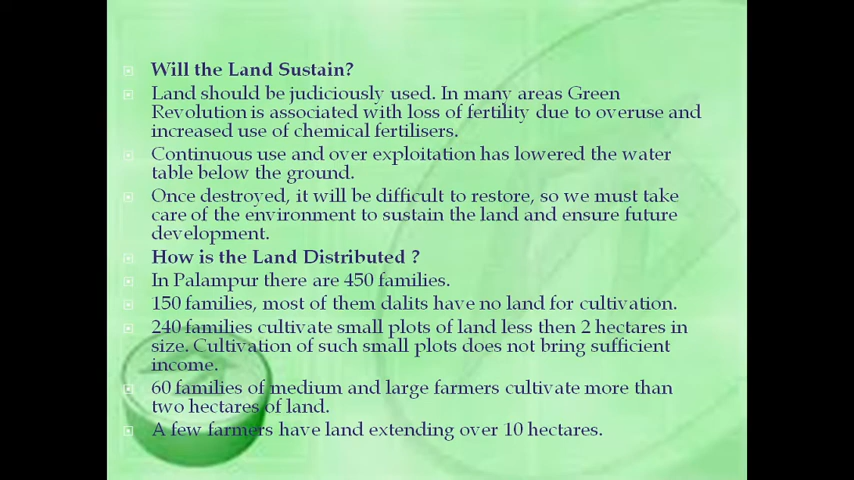 Will the Land Sustain?
Land should be judiciously used. In many areas Green
Revolution is associated with loss of fertility due to overuse and
increased use of chemical fertilisers.
Continuous use and over exploitation has lowered the water
table below the ground.
Once destroyed, it will be difficult to restore, so we must take
care of the environment to sustain the land and ensure future
development.
How is the Land Distributed ?
In Palampur there are 450 families.
150 families, most of them dalits have no land for cultivation.
240 families cultivate small plots of land less then 2 hectares in
size. Cultivation of such small plots does not bring sufficient
income.
60 families of medium and large farmers cultivate more than
two hectares of land.
A few farmers have land extending over 10 hectares.